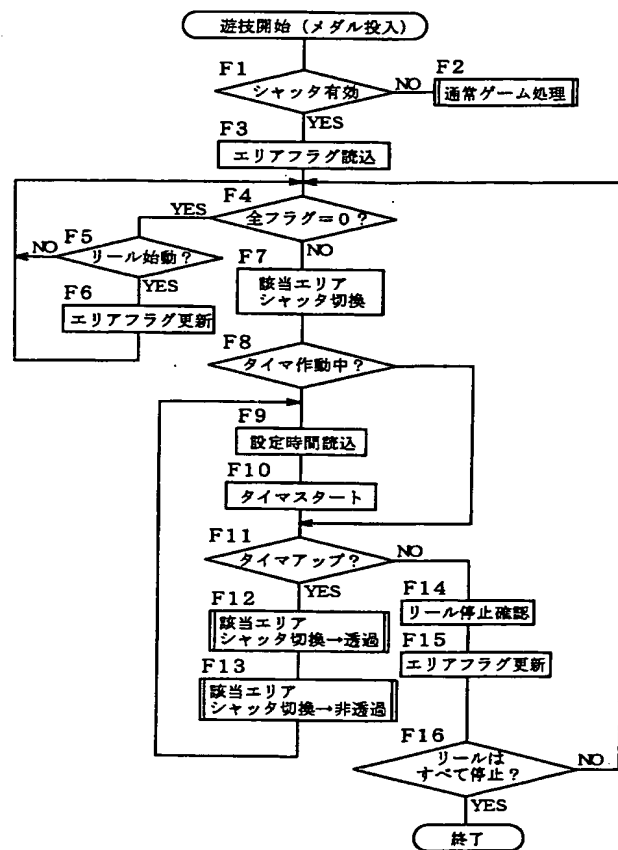 遊技開始（メダル投入）
F1
シャッタ有効
NO
F2
通常ゲーム処理
YES
F3
エリアフラグ読込
F4
全フラグ＝0？
YES
NO
F5
リール始動？
NO
YES
F6
エリアフラグ更新
F7
該当エリア
シャッタ切換
F8
タイマ作動中？
F9
設定時間読込
F10
タイマスタート
F11
タイマアップ？
NO
YES
F12
該当エリア
シャッタ切換→透過
F13
該当エリア
シャッタ切換→非透過
F14
リール停止確認
F15
エリアフラグ更新
F16
リールは
すべて停止？
NO
YES
終了